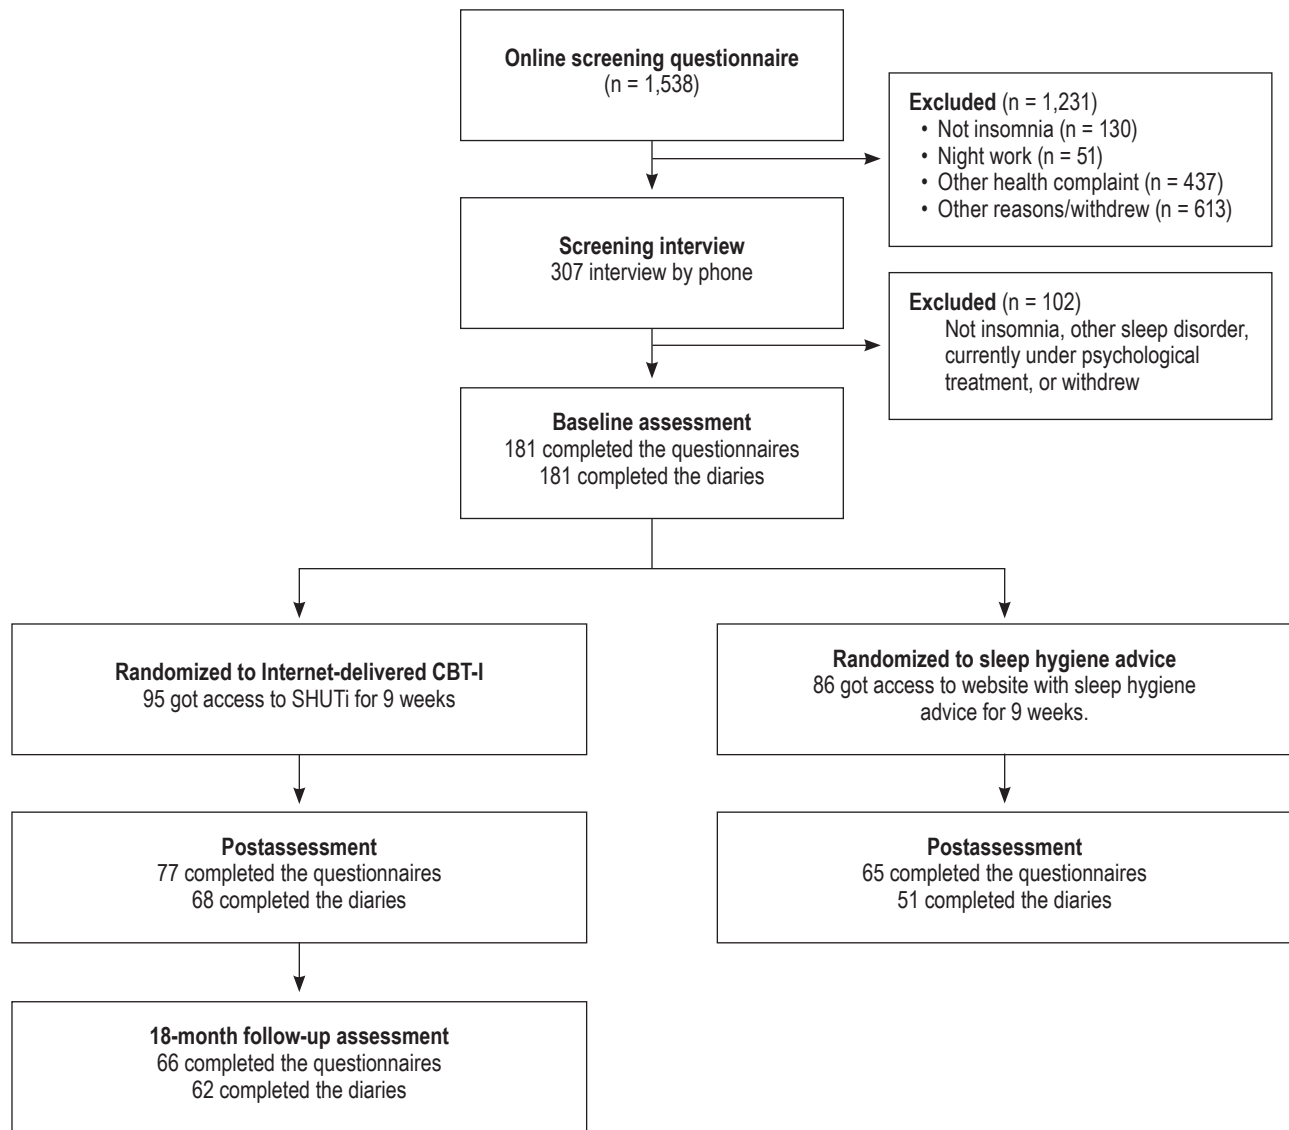 Online screening questionnaire
(n = 1,538)
Excluded (n = 1,231)
• Not insomnia (n = 130)
• Night work (n = 51)
• Other health complaint (n = 437)
• Other reasons/withdrew (n = 613)
Screening interview
307 interview by phone
Excluded (n = 102)
Not insomnia, other sleep disorder,
currently under psychological
treatment, or withdrew
Baseline assessment
181 completed the questionnaires
181 completed the diaries
Randomized to Internet-delivered CBT-I
95 got access to SHUTi for 9 weeks
Randomized to sleep hygiene advice
86 got access to website with sleep hygiene
advice for 9 weeks.
Postassessment
77 completed the questionnaires
68 completed the diaries
Postassessment
65 completed the questionnaires
51 completed the diaries
18-month follow-up assessment
66 completed the questionnaires
62 completed the diaries